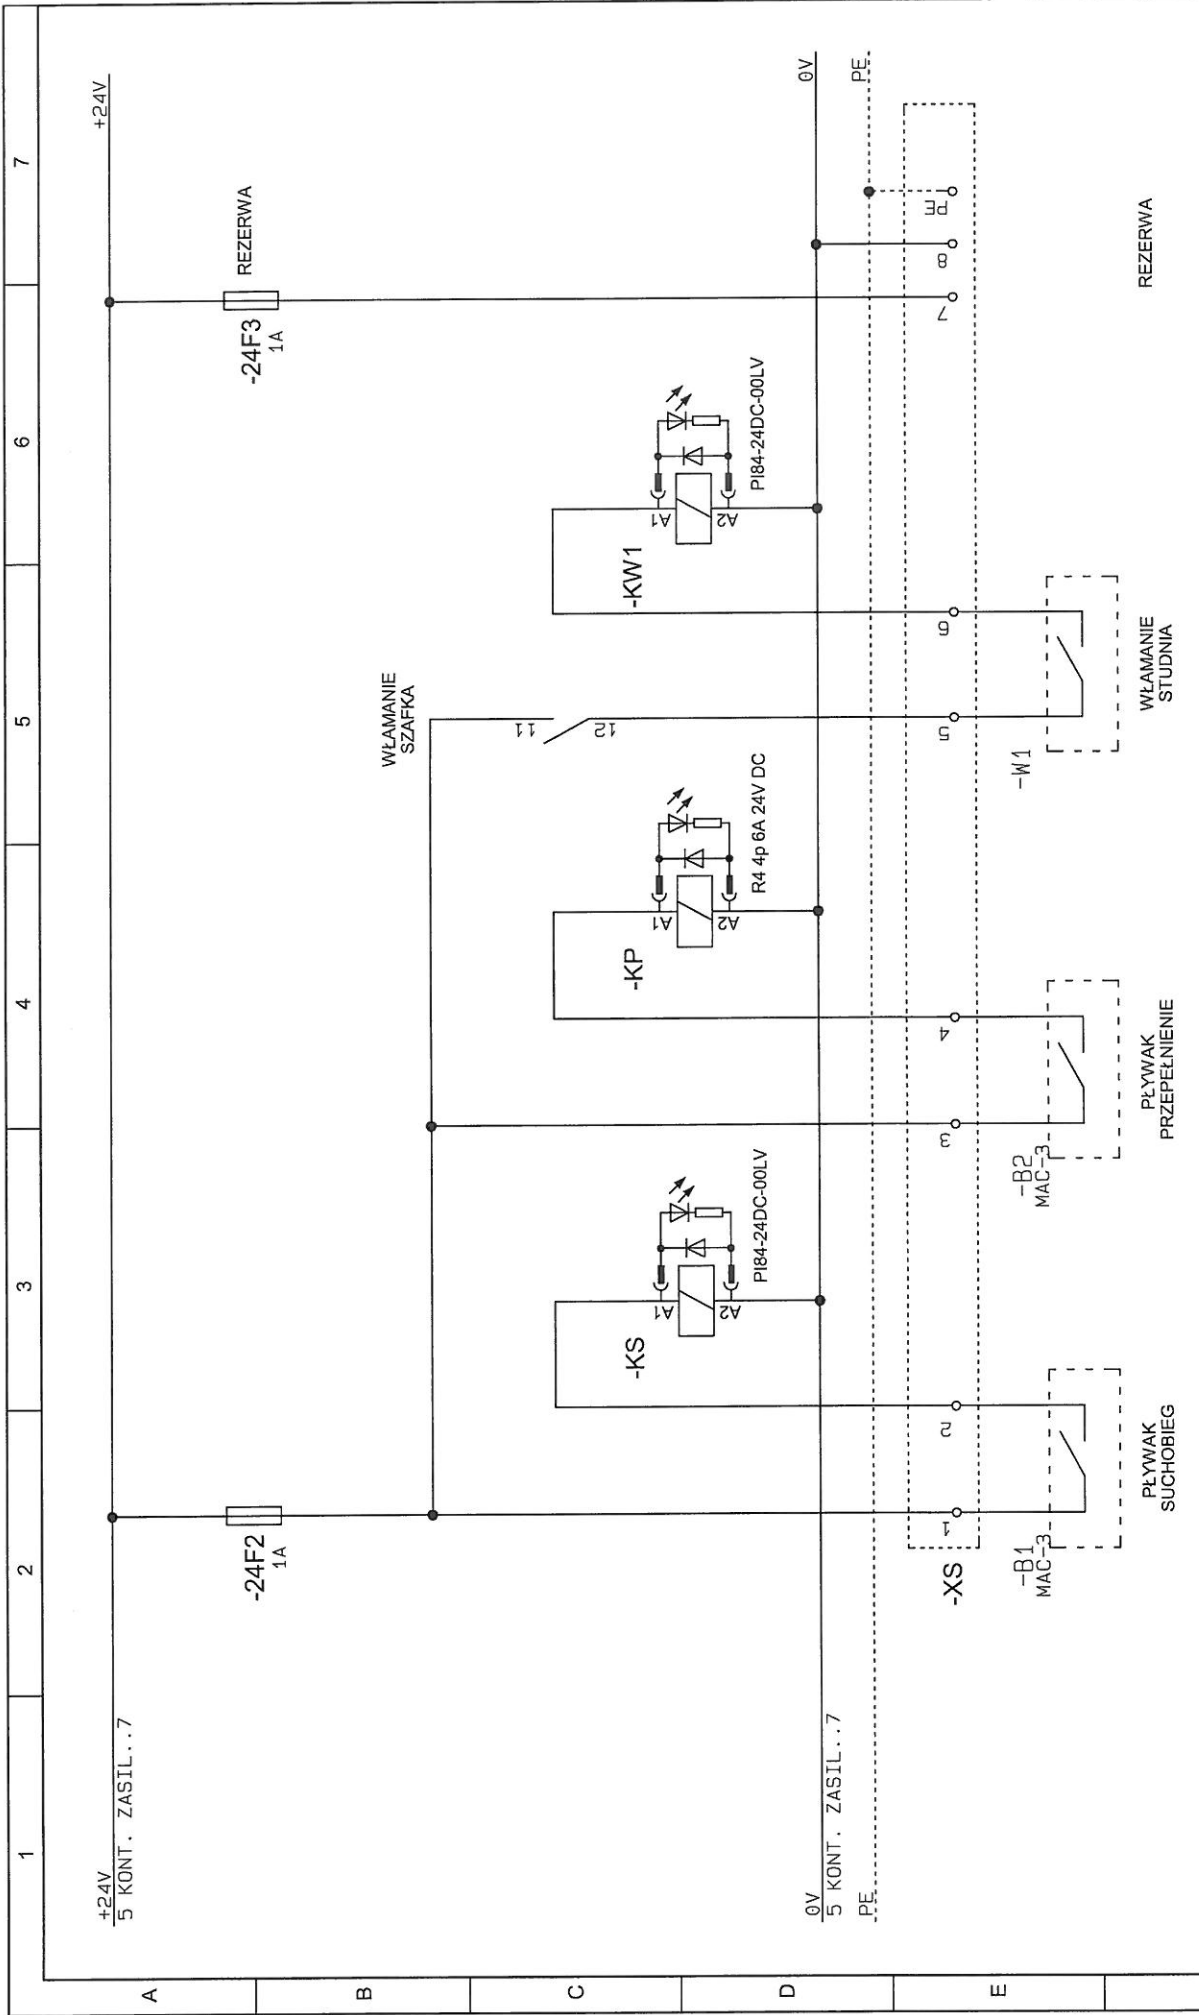 1
2
3
4
5
6
7
A
B
C
D
E
+24V
5 KONT. ZASIL..7
+24V
-24F2
1A
-24F3
1A
REZERWA
WŁAMANIE
SZAFKA
11
12
-KS
A1
A2
PI84-24DC-00LV
-KP
A1
A2
R4 4p 6A 24V DC
-KW1
A1
A2
PI84-24DC-00LV
0V
5 KONT. ZASIL..7
0V
PE
PE
-XS
1
2
3
4
5
6
7
8
PE
-B1
MAC-3
-B2
MAC-3
-W1
PŁYWAK
SUCHOBIEG
PŁYWAK
PRZEPEŁNIENIE
WŁAMANIE
STUDNIA
REZERWA